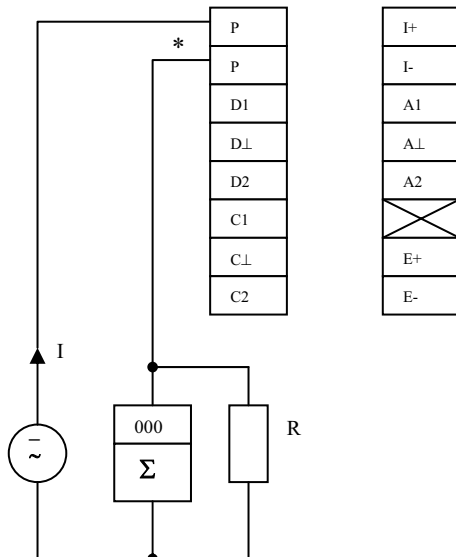 P
*
P
D1
D⊥
D2
C1
C⊥
C2
I+
I-
A1
A⊥
A2
E+
E-
I
000
Σ
R
~